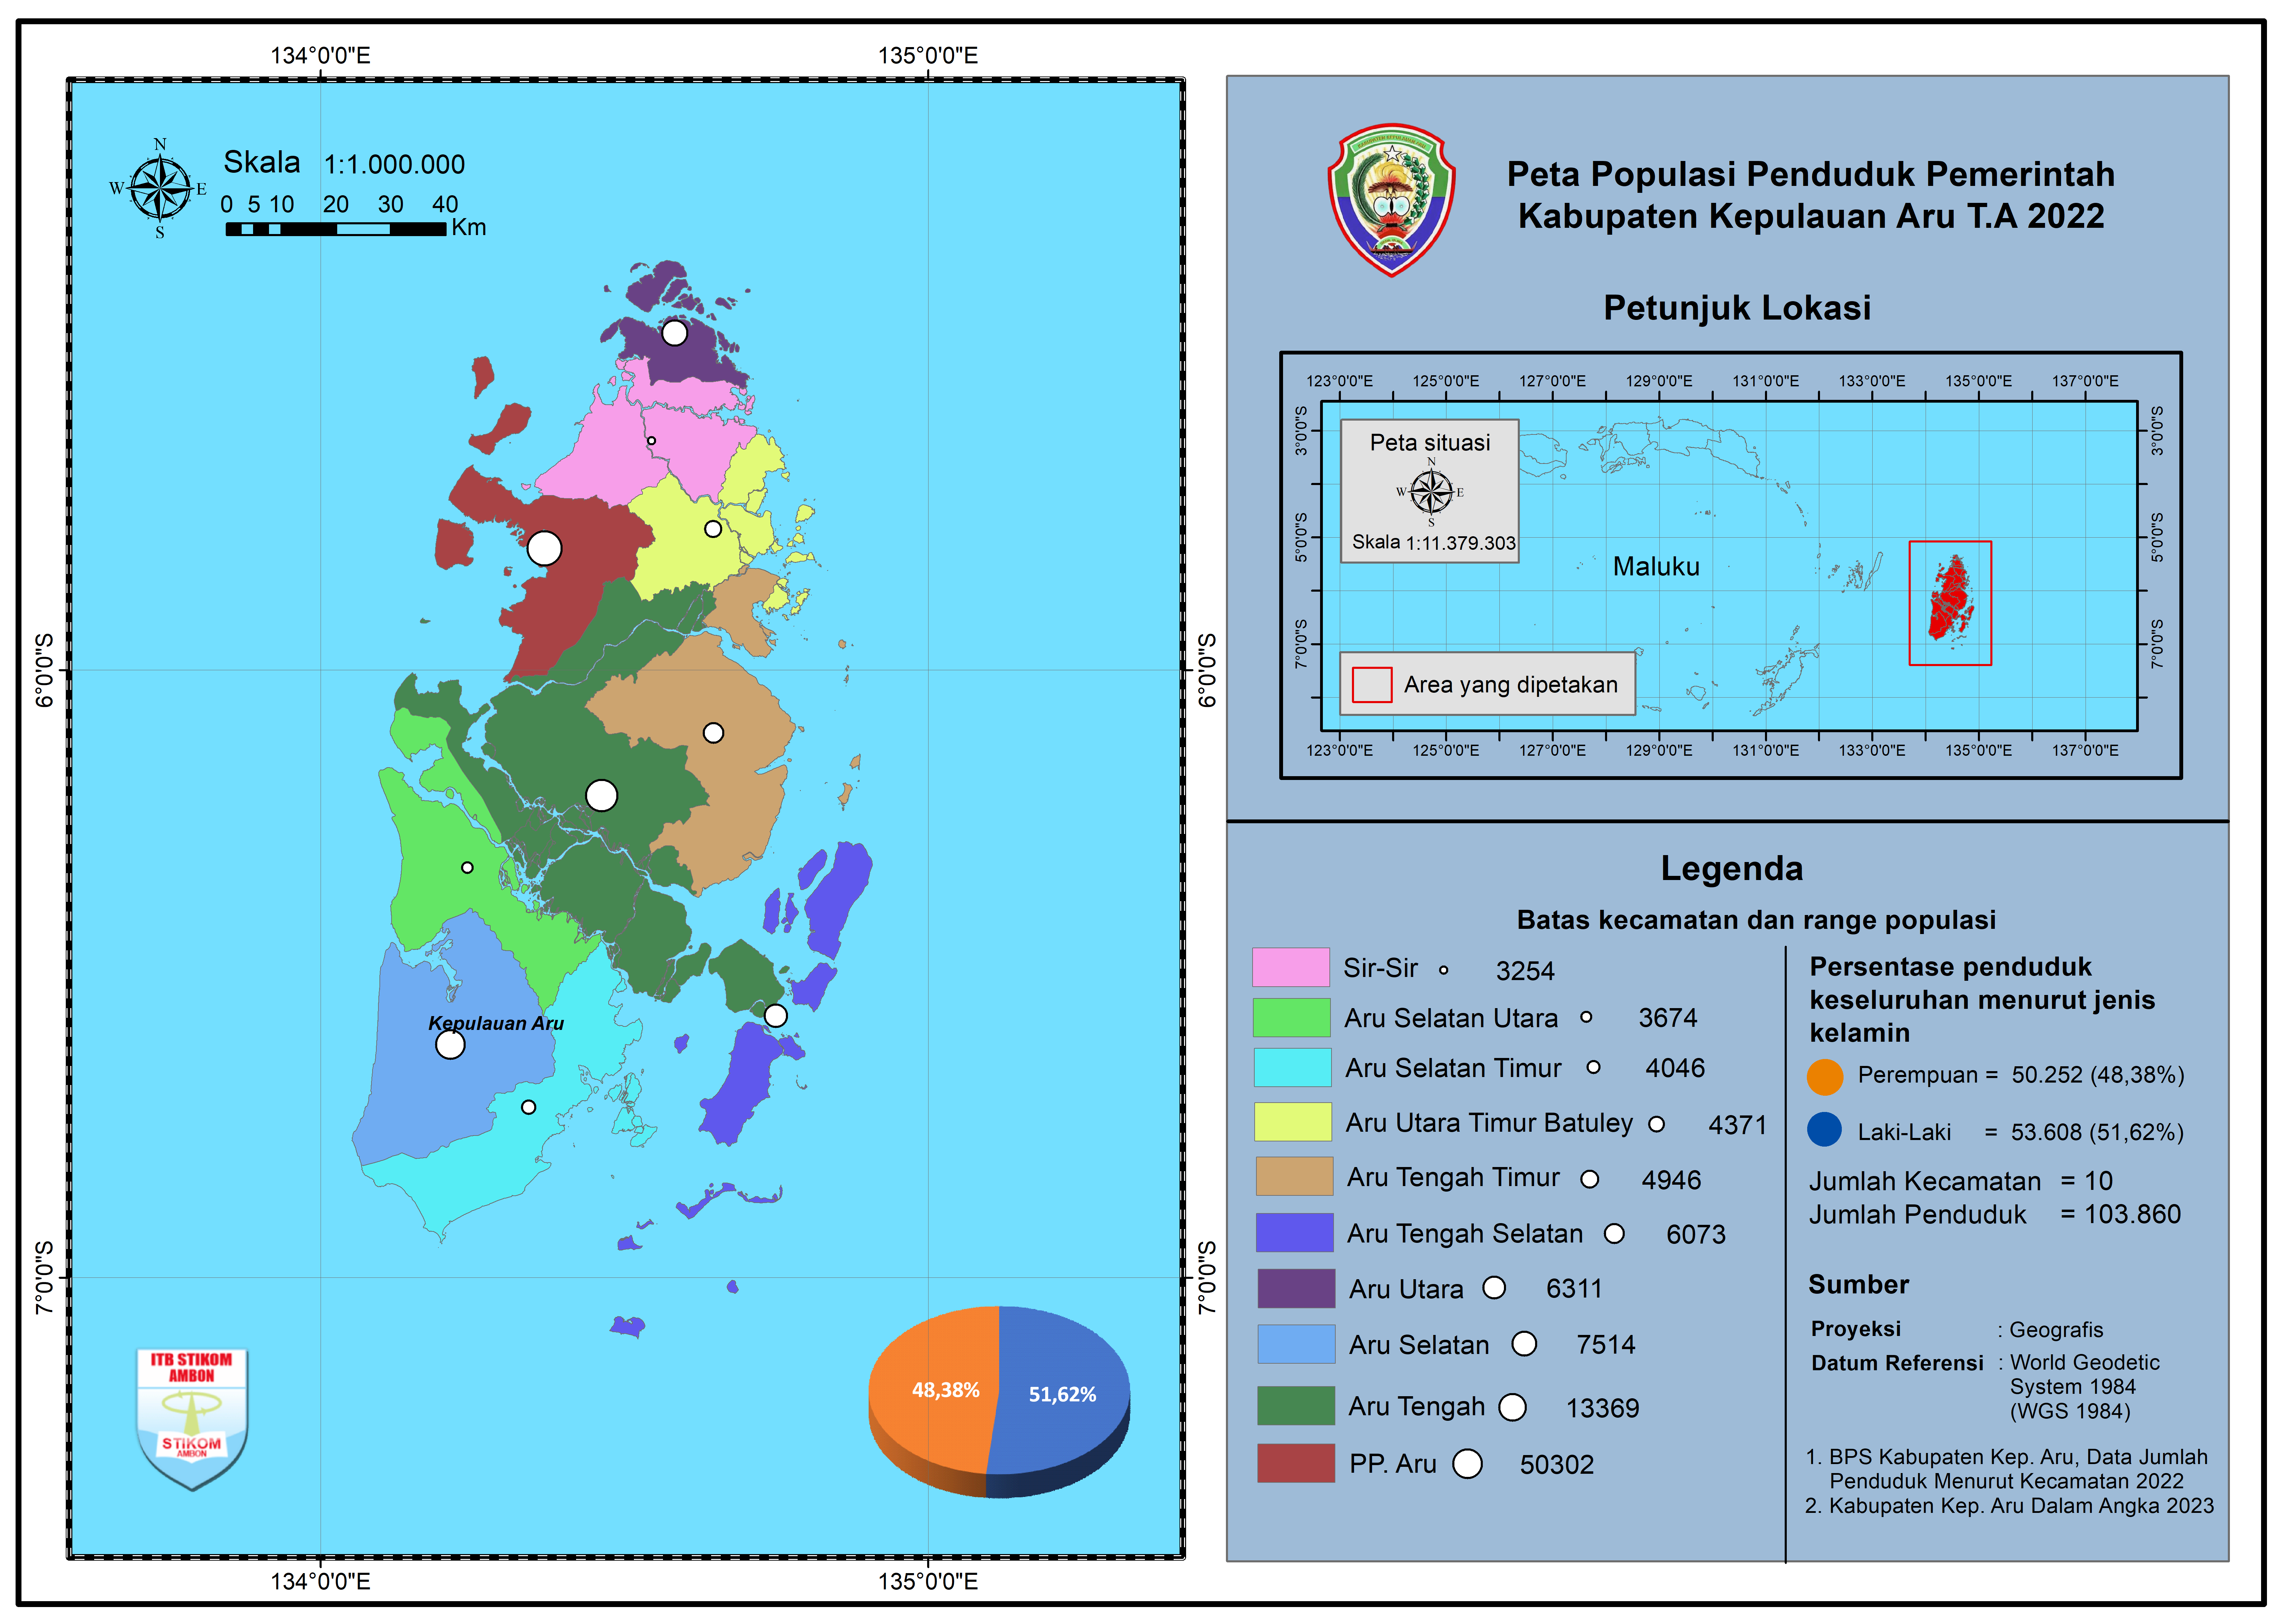 134°0'0"E
135°0'0"E
N
W
E
S
Skala 1:1.000.000
0 5 10 20 30 40
Km
6°0'0"S
6°0'0"S
Kepulauan Aru
7°0'0"S
7°0'0"S
ITB STIKOM
AMBON
STIKOM
AMBON
48,38%
51,62%
134°0'0"E
135°0'0"E
Peta Populasi Penduduk Pemerintah
Kabupaten Kepulauan Aru T.A 2022
Petunjuk Lokasi
123°0'0"E 125°0'0"E 127°0'0"E 129°0'0"E 131°0'0"E 133°0'0"E 135°0'0"E 137°0'0"E
3°0'0"S
3°0'0"S
Peta situasi
N
W
E
S
Skala 1:11.379.303
5°0'0"S
5°0'0"S
Maluku
7°0'0"S
7°0'0"S
Area yang dipetakan
123°0'0"E 125°0'0"E 127°0'0"E 129°0'0"E 131°0'0"E 133°0'0"E 135°0'0"E 137°0'0"E
Legenda
Batas kecamatan dan range populasi
Sir-Sir 3254
Aru Selatan Utara 3674
Aru Selatan Timur 4046
Aru Utara Timur Batuley 4371
Aru Tengah Timur 4946
Aru Tengah Selatan 6073
Aru Utara 6311
Aru Selatan 7514
Aru Tengah 13369
PP. Aru 50302
Persentase penduduk
keseluruhan menurut jenis
kelamin
Perempuan = 50.252 (48,38%)
Laki-Laki = 53.608 (51,62%)
Jumlah Kecamatan = 10
Jumlah Penduduk = 103.860
Sumber
Proyeksi : Geografis
Datum Referensi : World Geodetic
System 1984
(WGS 1984)
1. BPS Kabupaten Kep. Aru, Data Jumlah
Penduduk Menurut Kecamatan 2022
2. Kabupaten Kep. Aru Dalam Angka 2023